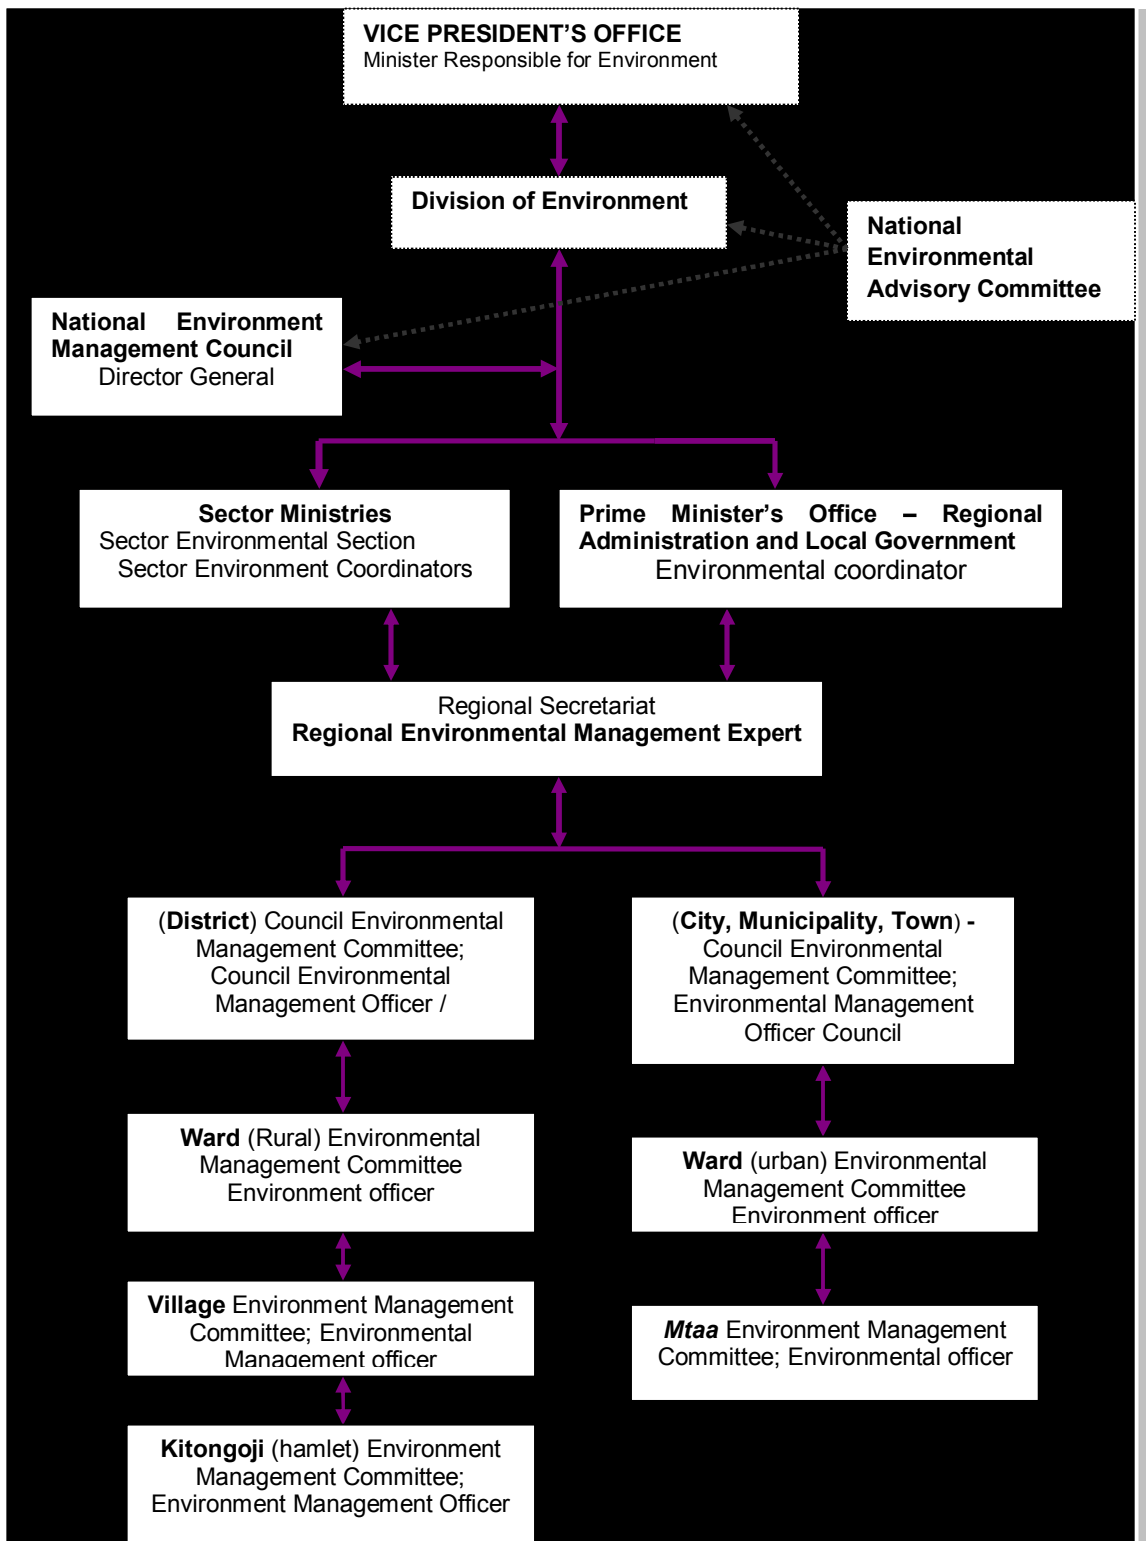 VICE PRESIDENT’S OFFICE
Minister Responsible for Environment
Division of Environment
National
Environmental
Advisory Committee
National Environment
Management Council
Director General
Sector Ministries
Sector Environmental Section
Sector Environment Coordinators
Prime Minister’s Office – Regional
Administration and Local Government
Environmental coordinator
Regional Secretariat
Regional Environmental Management Expert
(District) Council Environmental
Management Committee;
Council Environmental
Management Officer /
(City, Municipality, Town) -
Council Environmental
Management Committee;
Environmental Management
Officer Council
Ward (Rural) Environmental
Management Committee
Environment officer
Ward (urban) Environmental
Management Committee
Environment officer
Village Environment Management
Committee; Environmental
Management officer
Mtaa Environment Management
Committee; Environmental officer
Kitongoji (hamlet) Environment
Management Committee;
Environment Management Officer